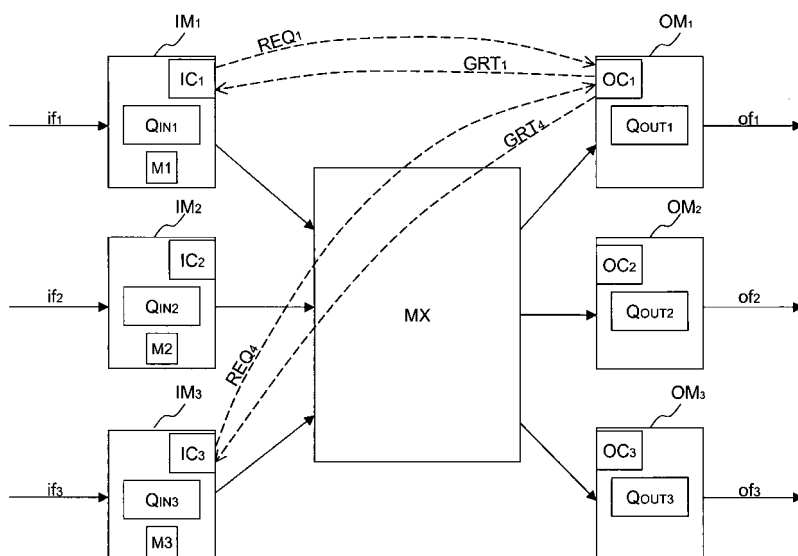 IM1
OM1
REQ1
GRT1
IC1
OC1
if1
QIN1
M1
GRT4
QOUT1
of1
IM2
OM2
IC2
OC2
if2
QIN2
M2
MX
QOUT2
of2
REQ4
IM3
OM3
IC3
OC3
if3
QIN3
M3
QOUT3
of3